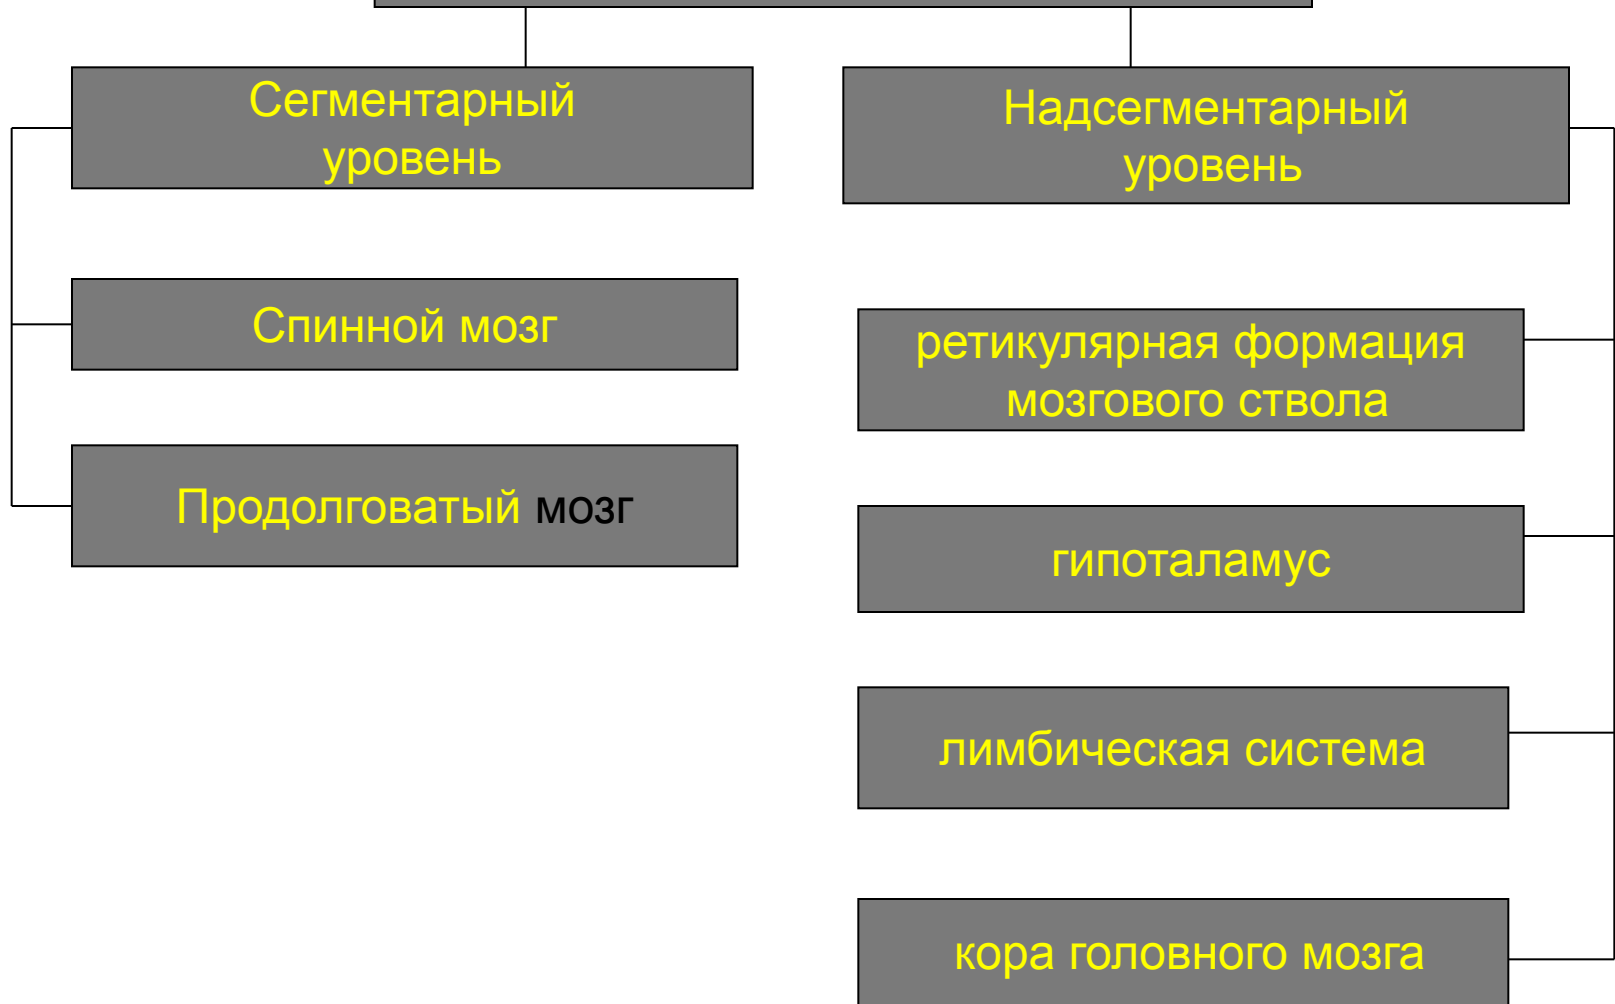 Сегментарный
уровень
Надсегментарный
уровень
Спинной мозг
ретикулярная формация
мозгового ствола
Продолговатый мозг
гипоталамус
лимбическая система
кора головного мозга